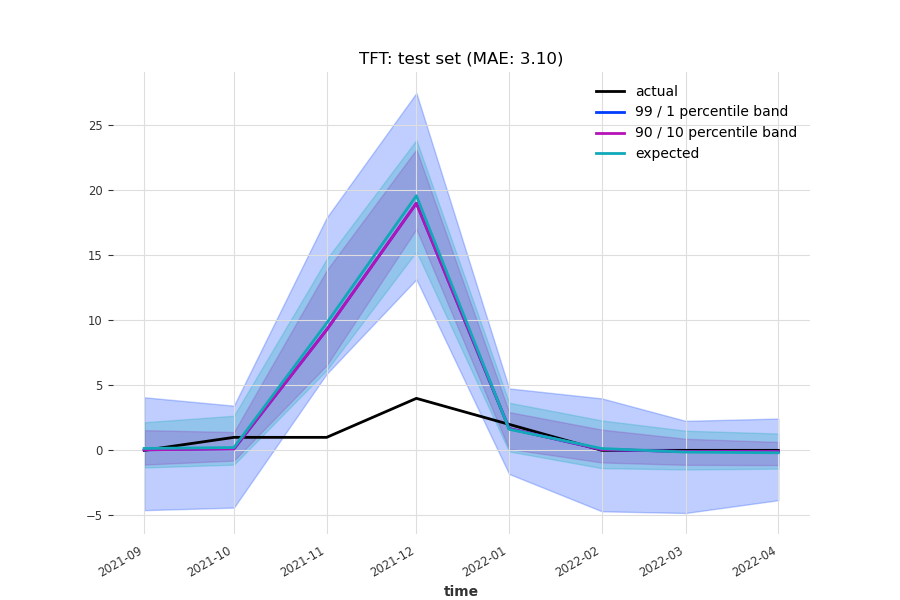 TFT: test set (MAE: 3.10)
actual
99 / 1 percentile band
90 / 10 percentile band
expected
25
20
15
10
5
0
−5
2021-09
2021-10
2021-11
2021-12
2022-01
2022-02
2022-03
2022-04
time